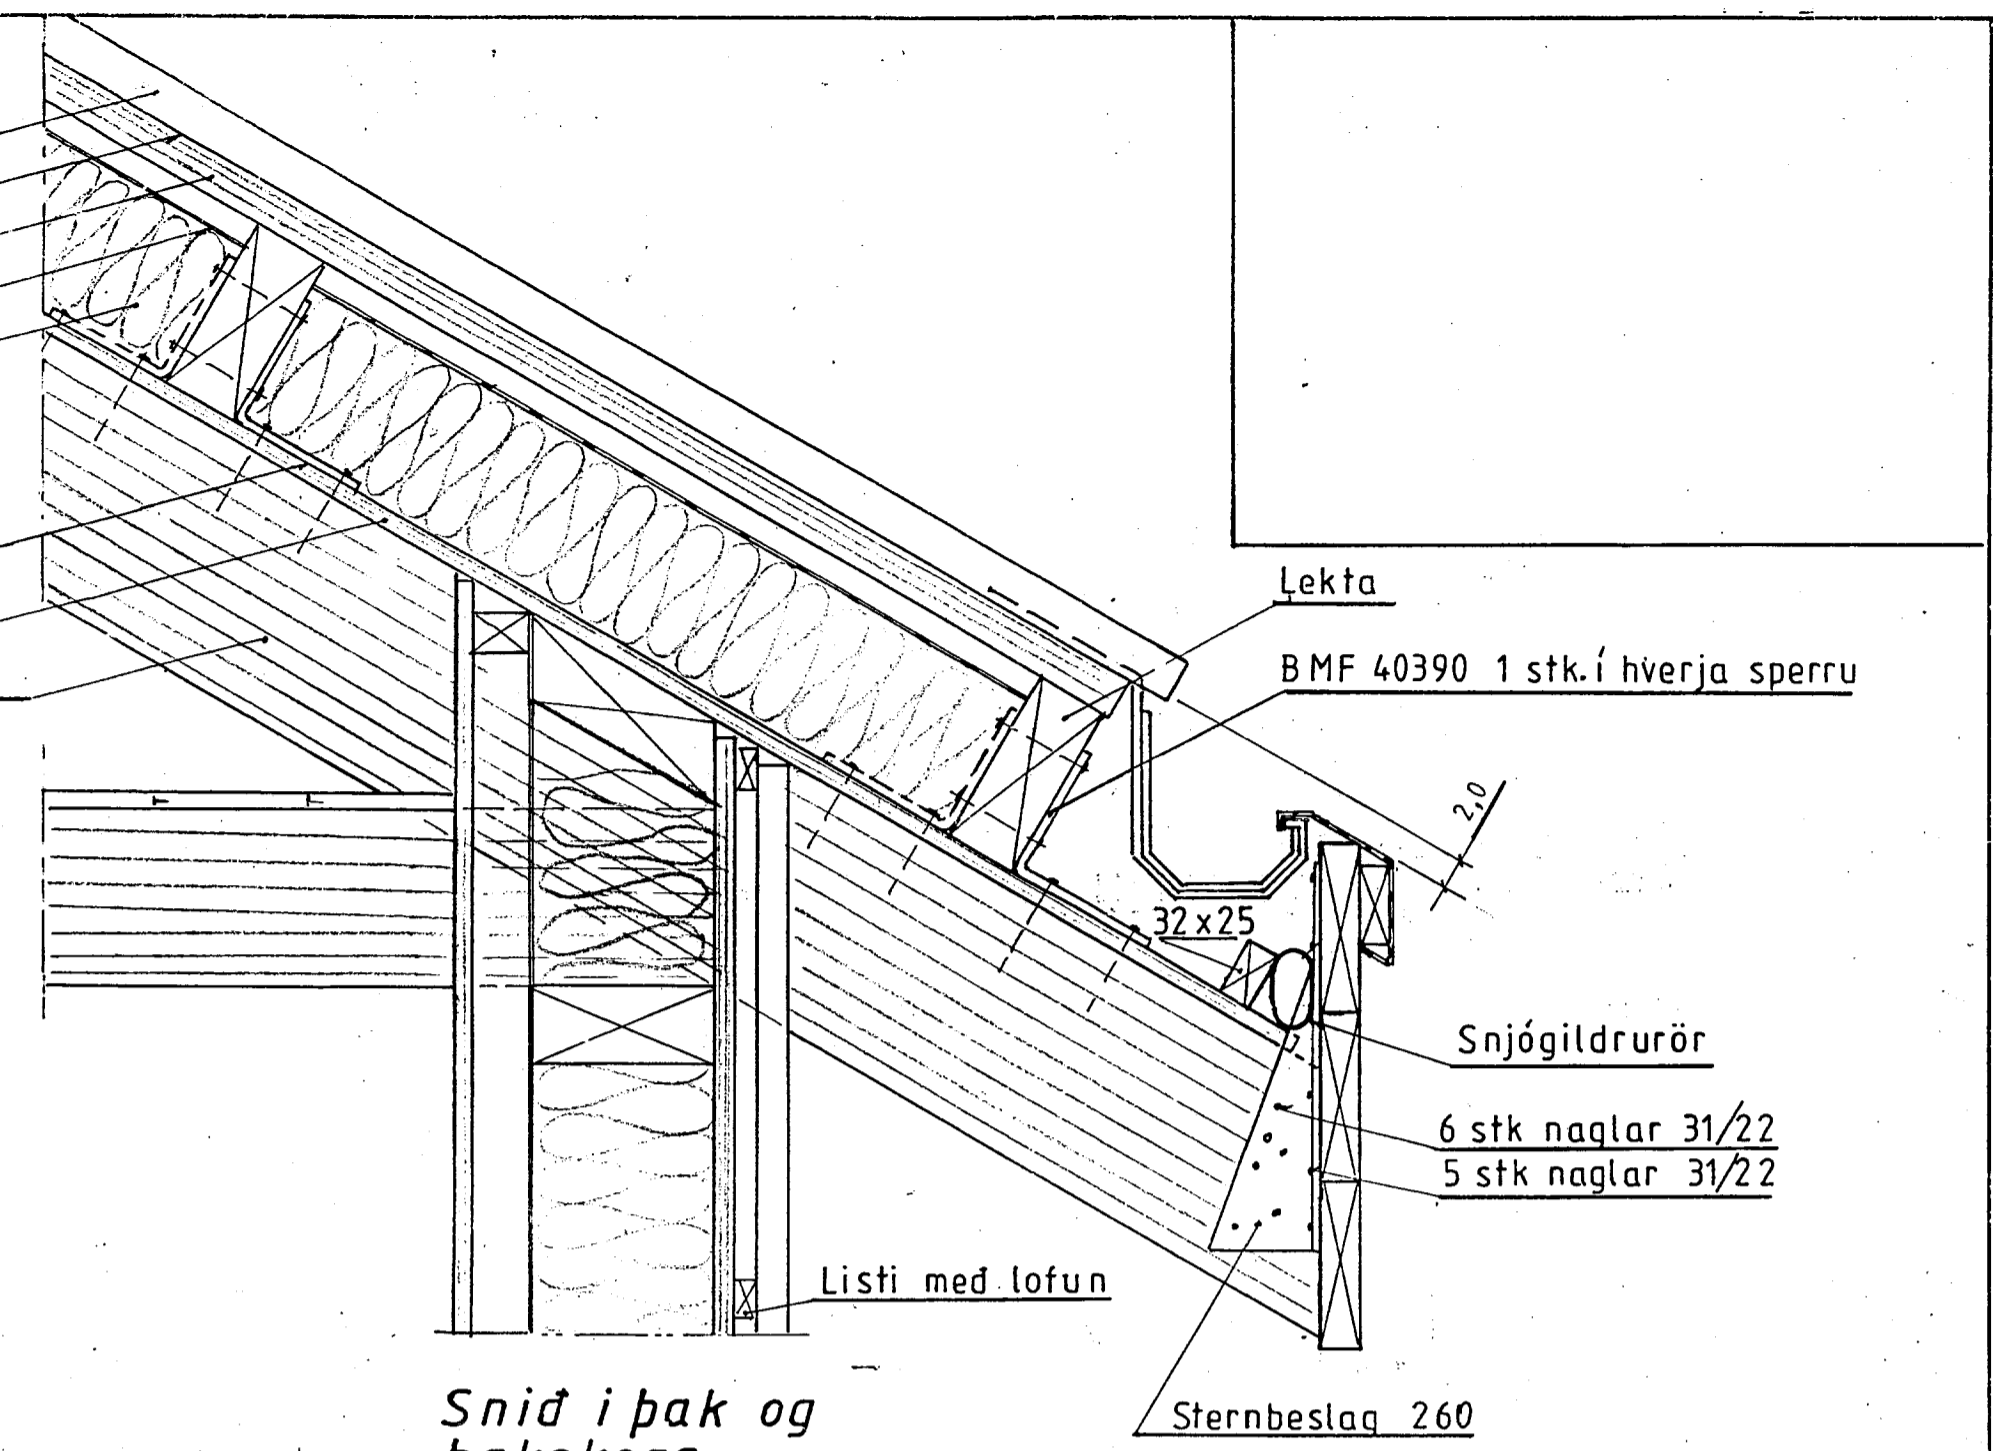 Lekta
BMF 40390 1 stk. í hverja sperru
2,0
32x25
Snjógildrurör
6 stk naglar 31/22
5 stk naglar 31/22
Listi með lofun
Sternbeslag 260
Snið i þak og